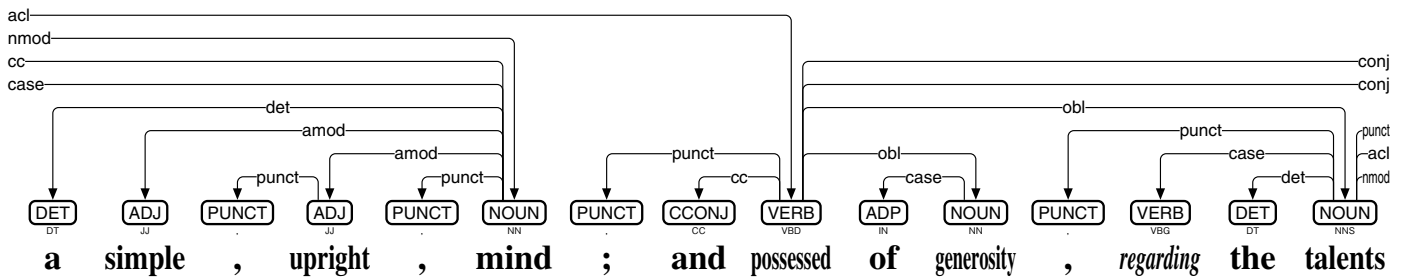 acl
nmod
cc conj
case conj
det obl
amod punct punct
amod punct case acl
punct punct cc obl case det nmod
DET ADJ PUNCT ADJ PUNCT NOUN PUNCT CCONJ VERB ADP NOUN PUNCT VERB DET NOUN
DT JJ . JJ . NN . CC VBD IN NN . VBG DT NNS
a simple , upright , mind ; and possessed of generosity , regarding the talents